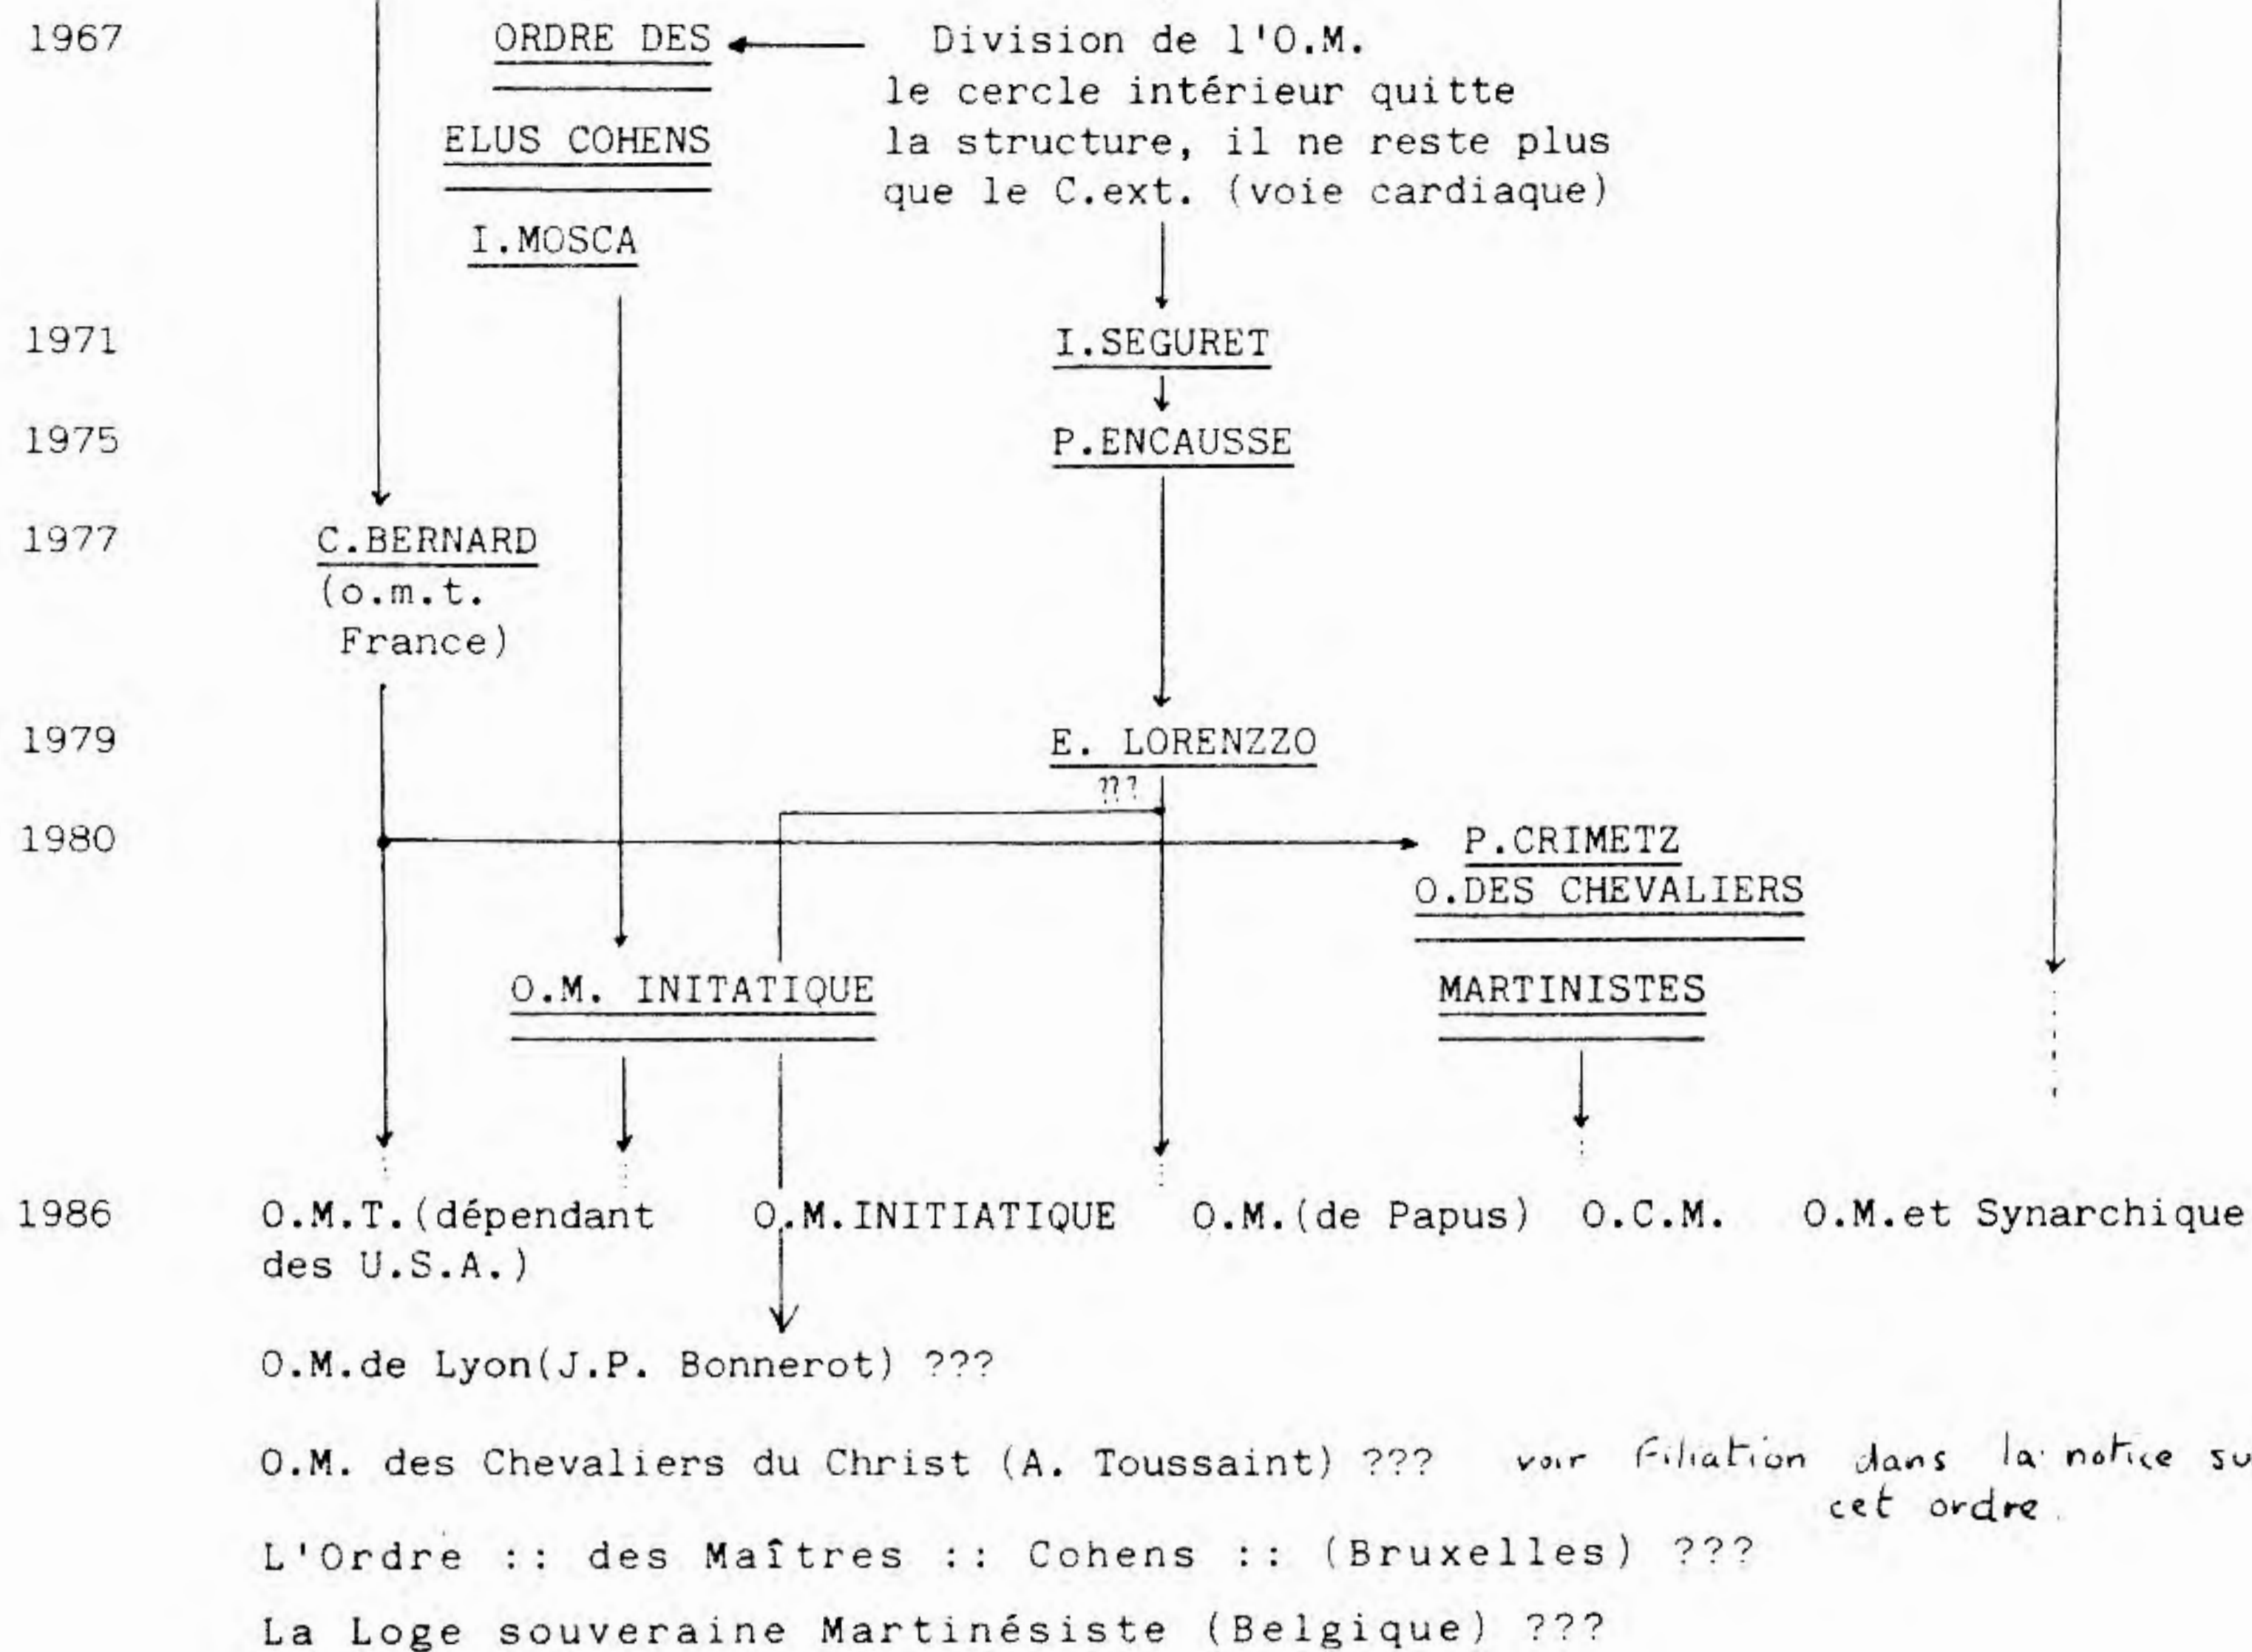 1967 ORDRE DES Division de l'O.M.
le cercle intérieur quitte
ELUS COHENS la structure, il ne reste plus
que le C.ext. (voie cardiaque)
I.MOSCA
1971 I.SEGURET
1975 P.ENCAUSSE
1977 C.BERNARD
(o.m.t.
France)
1979 E. LORENZZO
???
1980 P.CRIMETZ
O.DES CHEVALIERS
O.M. INITATIQUE MARTINISTES
1986 O.M.T.(dépendant O.M.INITIATIQUE O.M.(de Papus) O.C.M. O.M.et Synarchique
des U.S.A.)
O.M.de Lyon(J.P. Bonnerot) ???
O.M. des Chevaliers du Christ (A. Toussaint) ??? voir Filiation dans la notice su
cet ordre.
L'Ordre :: des Maîtres :: Cohens :: (Bruxelles) ???
La Loge souveraine Martinésiste (Belgique) ???